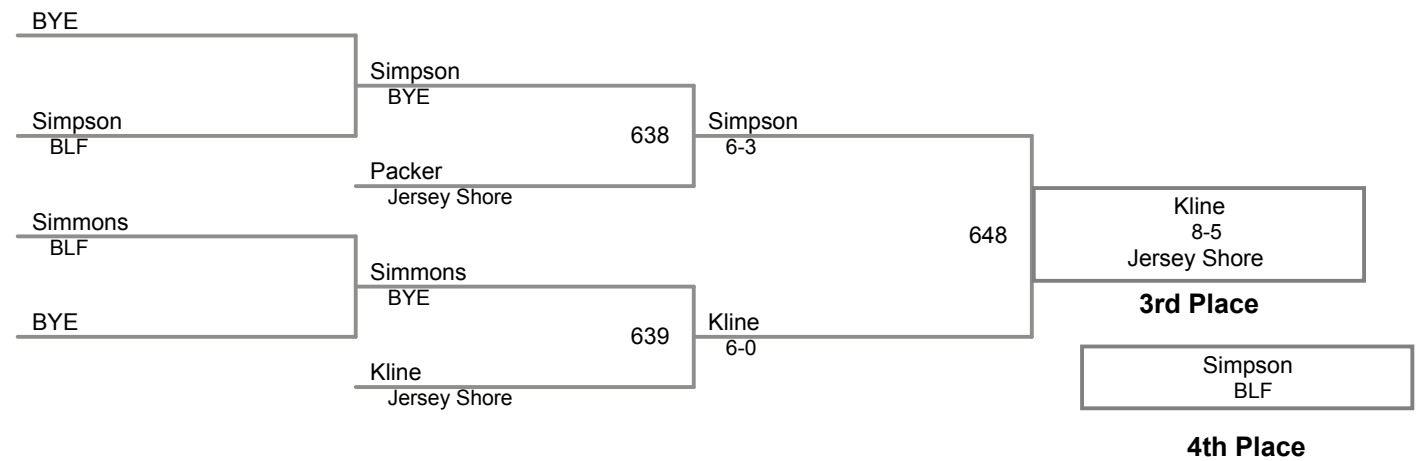 BYE
Simpson
BYE
Simpson
BLF
638
Simpson
6-3
Packer
Jersey Shore
Simmons
BLF
648
Kline
8-5
Jersey Shore
3rd Place
Simmons
BYE
BYE
639
Kline
6-0
Kline
Jersey Shore
Simpson
BLF
4th Place